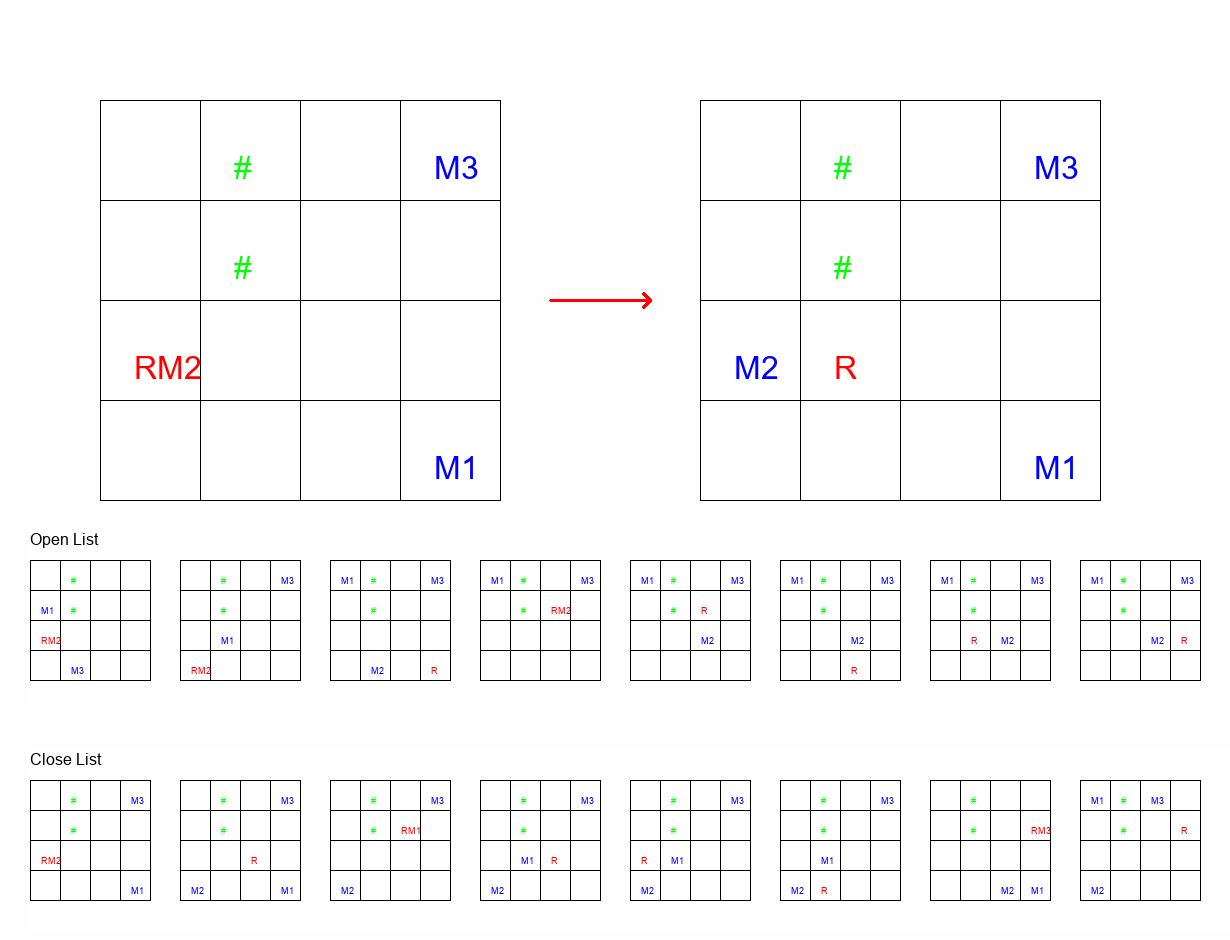 # M3 # M3
# #
RM2 M2 R
M1 M1
Open List
# # M3 M1 # M3 M1 # M3 M1 # M3 M1 # M3 M1 # M3 M1 # M3
M1 # # # # RM2 # R # # #
RM2 M1 M2 M2 R M2 M2 R
M3 RM2 M2 R R
Close List
# M3 # M3 # M3 # M3 # M3 # M3 # M1 # M3
# # # RM1 # # # # RM3 # R
RM2 R M1 R R M1 M1
M1 M2 M1 M2 M2 M2 M2 R M2 M1 M2